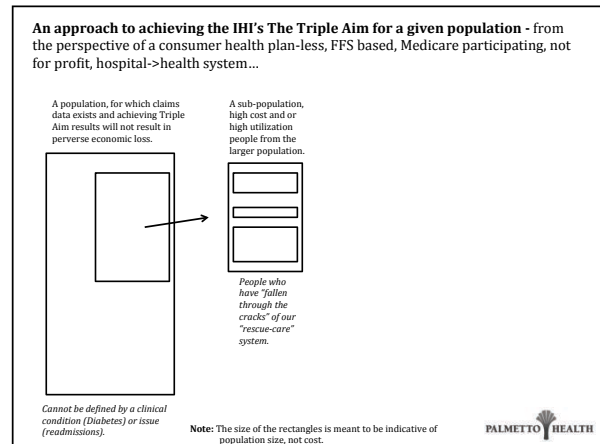 An approach to achieving the IHI's The Triple Aim for a given population - from
the perspective of a consumer health plan-less, FFS based, Medicare participating, not
for profit, hospital->health system…
A population, for which claims
data exists and achieving Triple
Aim results will not result in
perverse economic loss.
A sub-population,
high cost and or
high utilization
people from the
larger population.
People who
have "fallen
through the
cracks" of our
"rescue-care"
system.
Cannot be defined by a clinical
condition (Diabetes) or issue
(readmissions).
Note: The size of the rectangles is meant to be indicative of
population size, not cost.
PALMETTO HEALTH